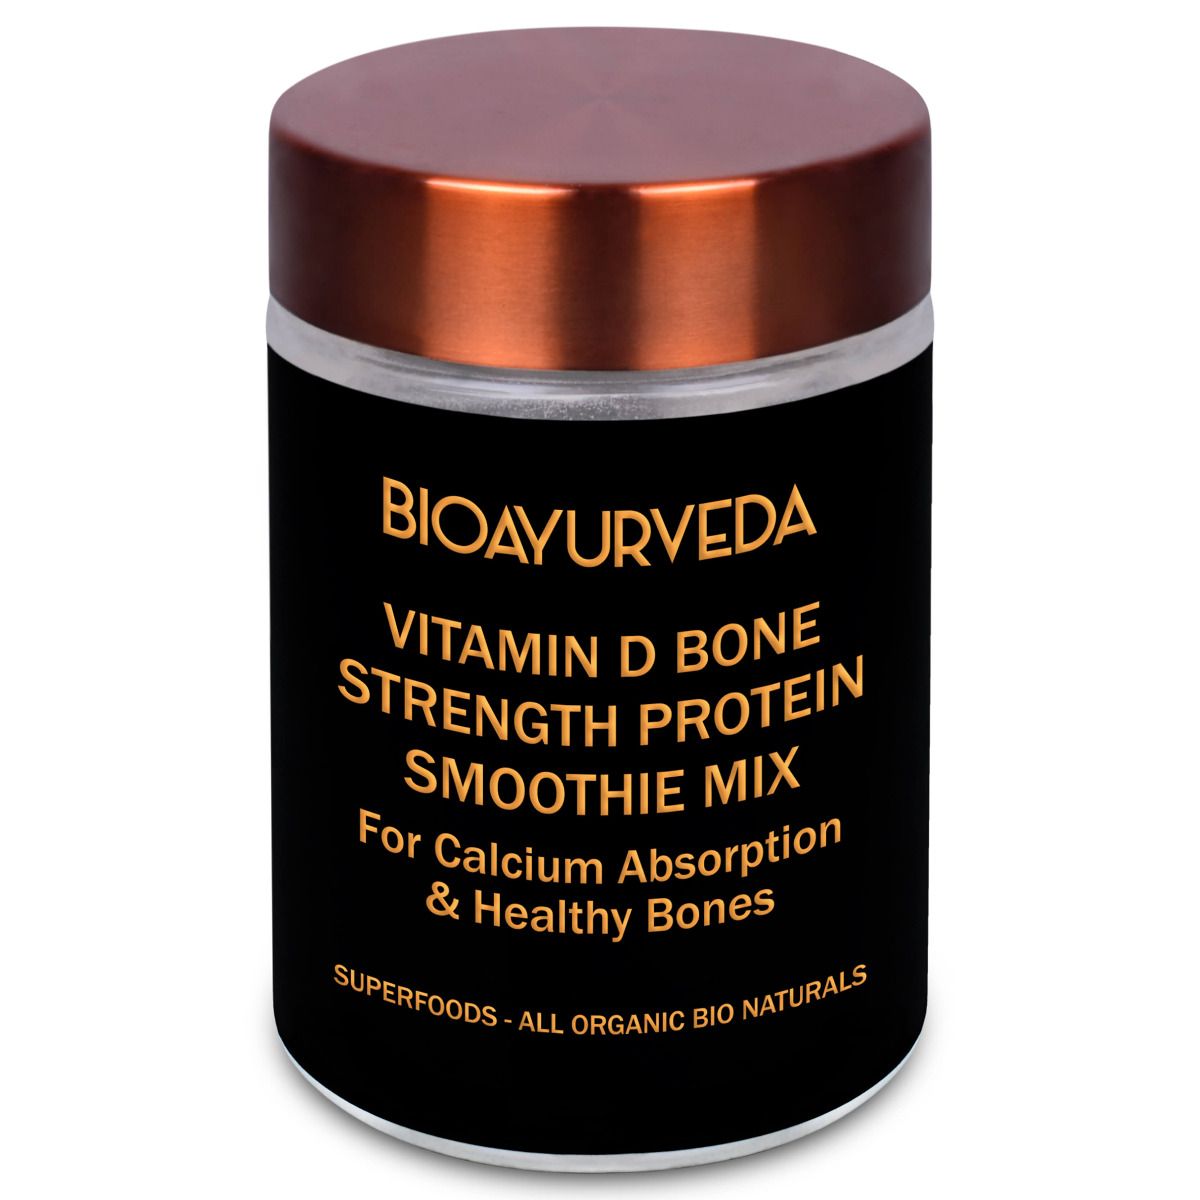 BIOAYURVEDA
VITAMIN D BONE
STRENGTH PROTEIN
SMOOTHIE MIX
For Calcium Absorption
& Healthy Bones
SUPERFOODS - ALL ORGANIC BIO NATURALS